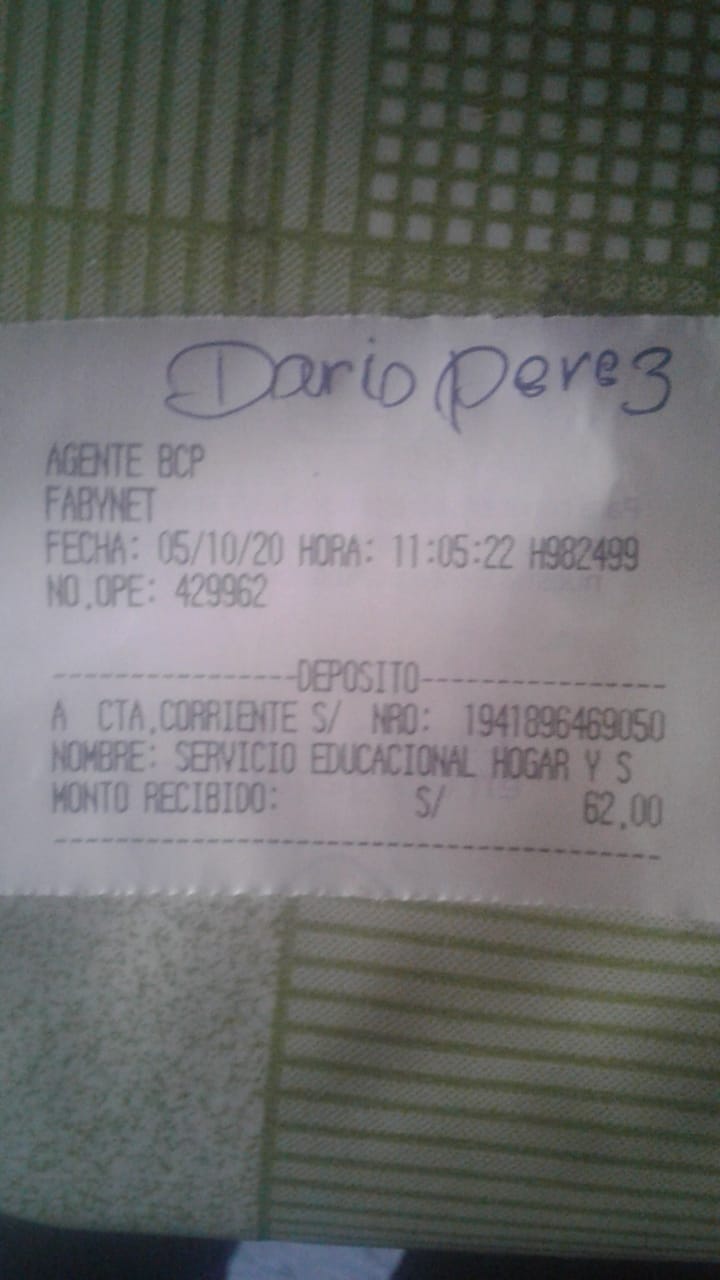 Dario perez
AGENTE BCP
FABYNET
FECHA: 05/10/20 HORA: 11:05:22 H982499
NO.OPE: 429962
----------------DEPOSITO----------------
A CTA.CORRIENTE S/ NRO: 1941896469050
NOMBRE: SERVICIO EDUCACIONAL HOGAR Y S
MONTO RECIBIDO: S/ 62.00
----------------------------------------